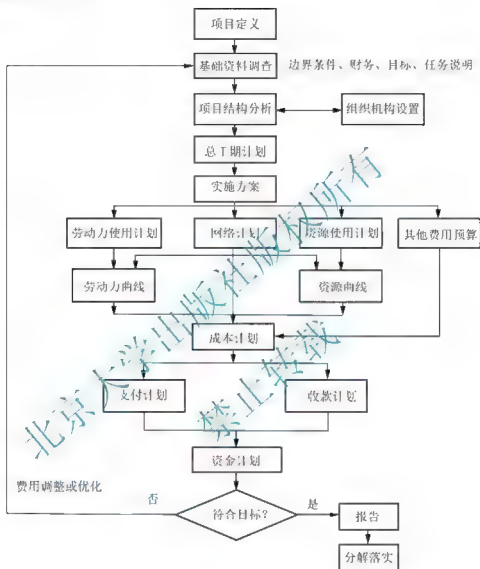 项目定义
基础资料调查
边界条件、财务、目标、任务说明
项目结构分析
组织机构设置
总工期计划
实施方案
劳动力使用计划
网络计划
资源使用计划
其他费用预算
劳动力曲线
资源曲线
成本计划
支付计划
收款计划
资金计划
费用调整或优化
否
符合目标?
是
报告
分解落实
北京大学出版社版权所有
禁止转载